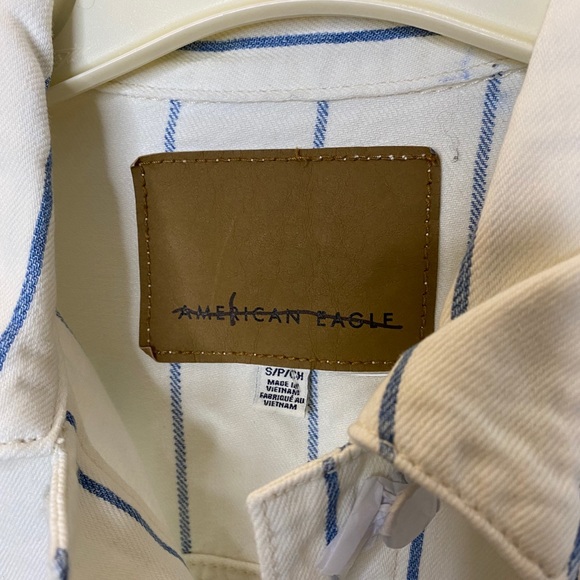 AMERICAN EAGLE
S/P/CH
MADE IN
VIETNAM
FABRIQUÉ AU
VIETNAM